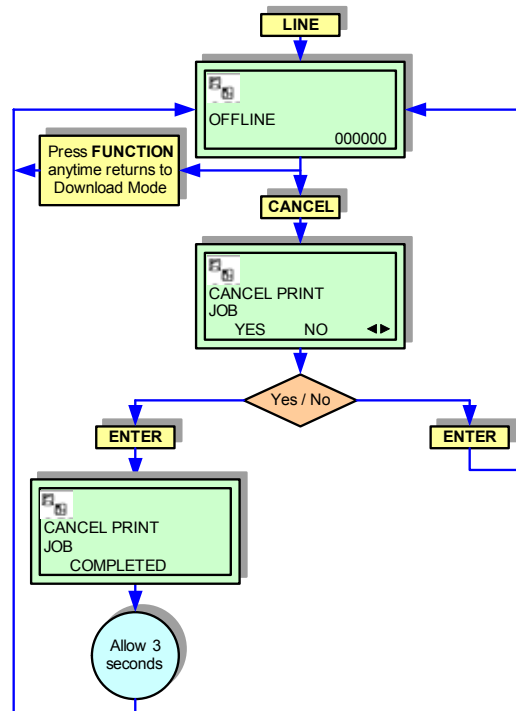 LINE
OFFLINE
000000
Press FUNCTION
anytime returns to
Download Mode
CANCEL
CANCEL PRINT
JOB
YES NO
Yes / No
ENTER
ENTER
CANCEL PRINT
JOB
COMPLETED
Allow 3
seconds